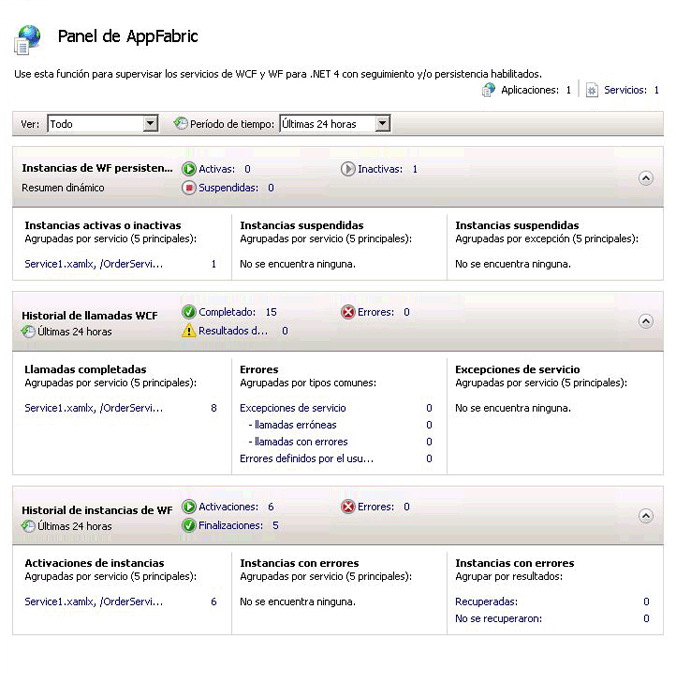 Panel de AppFabric
Use esta función para supervisar los servicios de WCF y WF para .NET 4 con seguimiento y/o persistencia habilitados.
Aplicaciones: 1 Servicios: 1
Ver: Todo Período de tiempo: Últimas 24 horas
Instancias de WF persisten... Activas: 0 Inactivas: 1
Resumen dinámico Suspendidas: 0
Instancias activas o inactivas Instancias suspendidas Instancias suspendidas
Agrupadas por servicio (5 principales): Agrupadas por servicio (5 principales): Agrupadas por excepción (5 principales):
Service1.xamlx, /OrderServi... 1 No se encuentra ninguna. No se encuentra ninguna.
Historial de llamadas WCF Completado: 15 Errores: 0
Últimas 24 horas Resultados d... 0
Llamadas completadas Errores Excepciones de servicio
Agrupadas por servicio (5 principales): Agrupadas por tipos comunes: Agrupadas por servicio (5 principales):
Service1.xamlx, /OrderServi... 8 Excepciones de servicio 0 No se encuentra ninguna.
- llamadas erróneas 0
- llamadas con errores 0
Errores definidos por el usu... 0
Historial de instancias de WF Activaciones: 6 Errores: 0
Últimas 24 horas Finalizaciones: 5
Activaciones de instancias Instancias con errores Instancias con errores
Agrupadas por servicio (5 principales): Agrupadas por servicio (5 principales): Agrupar por resultados:
Service1.xamlx, /OrderServi... 6 No se encuentra ninguna. Recuperadas: 0
No se recuperaron: 0